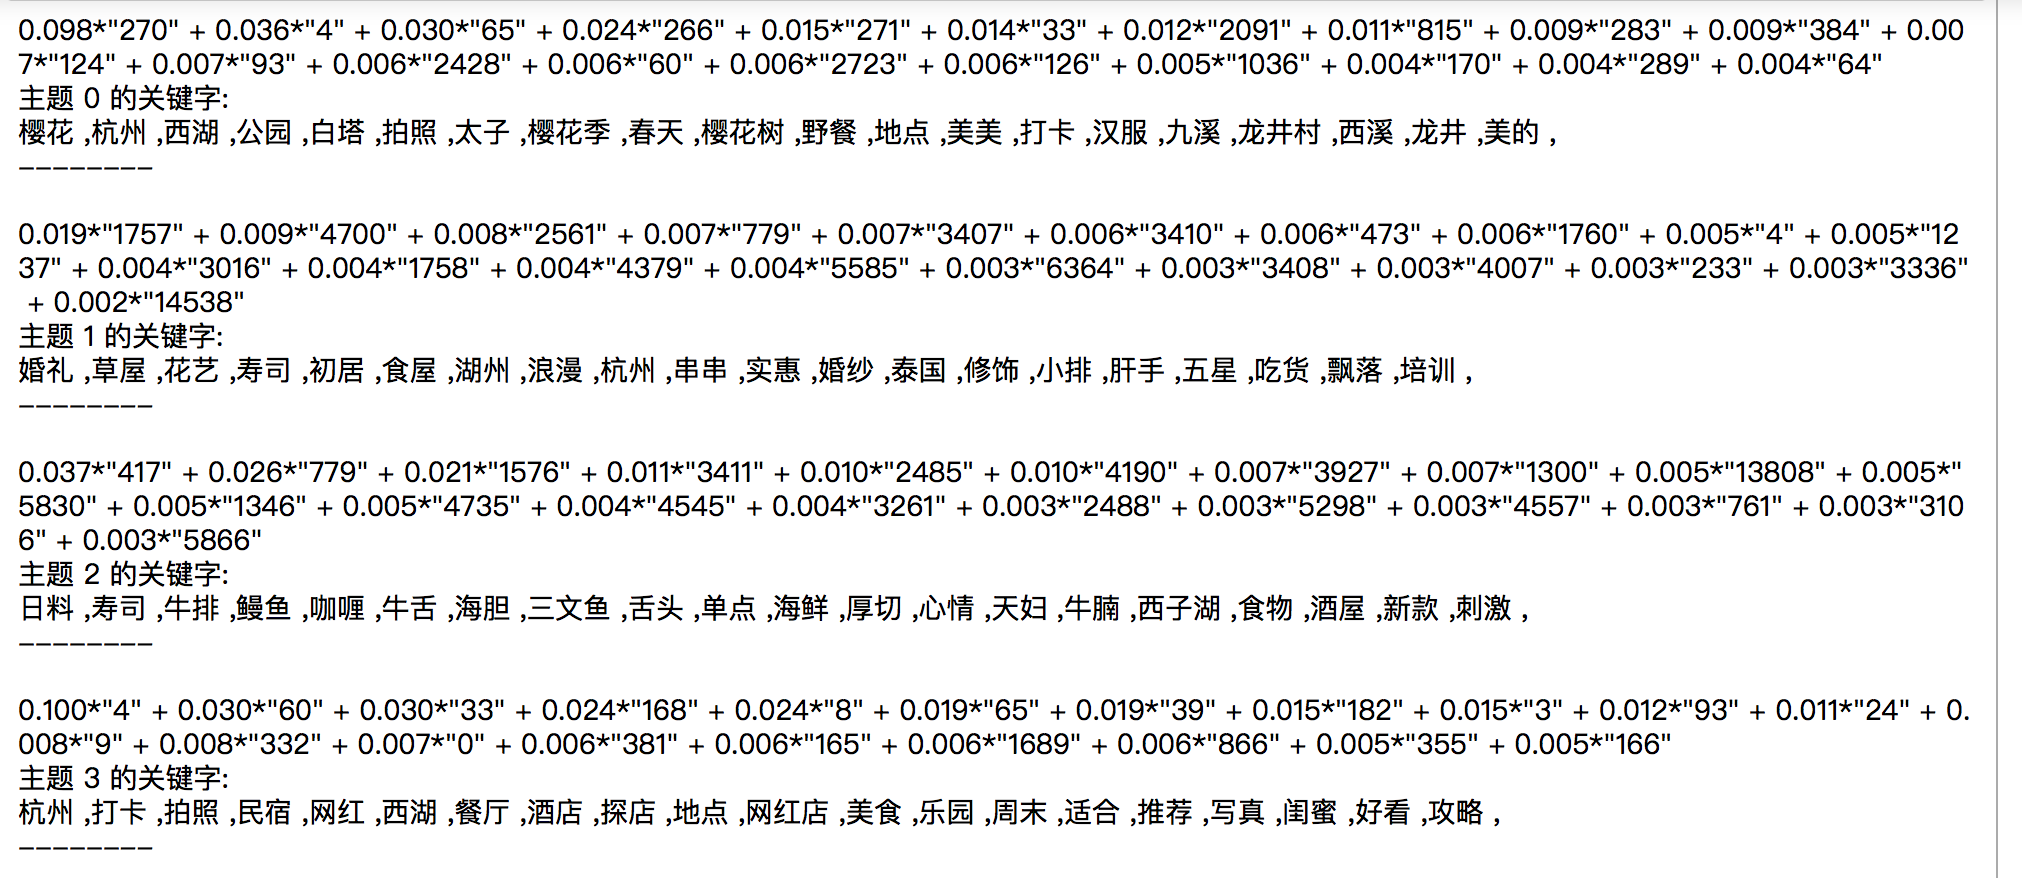 0.098*"270" + 0.036*"4" + 0.030*"65" + 0.024*"266" + 0.015*"271" + 0.014*"33" + 0.012*"2091" + 0.011*"815" + 0.009*"283" + 0.009*"384" + 0.00
7*"124" + 0.007*"93" + 0.006*"2428" + 0.006*"60" + 0.006*"2723" + 0.006*"126" + 0.005*"1036" + 0.004*"170" + 0.004*"289" + 0.004*"64"
主题 0 的关键字:
樱花 ,杭州 ,西湖 ,公园 ,白塔 ,拍照 ,太子 ,樱花季 ,春天 ,樱花树 ,野餐 ,地点 ,美美 ,打卡 ,汉服 ,九溪 ,龙井村 ,西溪 ,龙井 ,美的 ,
--------
0.019*"1757" + 0.009*"4700" + 0.008*"2561" + 0.007*"779" + 0.007*"3407" + 0.006*"3410" + 0.006*"473" + 0.006*"1760" + 0.005*"4" + 0.005*"12
37" + 0.004*"3016" + 0.004*"1758" + 0.004*"4379" + 0.004*"5585" + 0.003*"6364" + 0.003*"3408" + 0.003*"4007" + 0.003*"233" + 0.003*"3336"
+ 0.002*"14538"
主题 1 的关键字:
婚礼 ,草屋 ,花艺 ,寿司 ,初居 ,食屋 ,湖州 ,浪漫 ,杭州 ,串串 ,实惠 ,婚纱 ,泰国 ,修饰 ,小排 ,肝手 ,五星 ,吃货 ,飘落 ,培训 ,
--------
0.037*"417" + 0.026*"779" + 0.021*"1576" + 0.011*"3411" + 0.010*"2485" + 0.010*"4190" + 0.007*"3927" + 0.007*"1300" + 0.005*"13808" + 0.005*"
5830" + 0.005*"1346" + 0.005*"4735" + 0.004*"4545" + 0.004*"3261" + 0.003*"2488" + 0.003*"5298" + 0.003*"4557" + 0.003*"761" + 0.003*"310
6" + 0.003*"5866"
主题 2 的关键字:
日料 ,寿司 ,牛排 ,鳗鱼 ,咖喱 ,牛舌 ,海胆 ,三文鱼 ,舌头 ,单点 ,海鲜 ,厚切 ,心情 ,天妇 ,牛腩 ,西子湖 ,食物 ,酒屋 ,新款 ,刺激 ,
--------
0.100*"4" + 0.030*"60" + 0.030*"33" + 0.024*"168" + 0.024*"8" + 0.019*"65" + 0.019*"39" + 0.015*"182" + 0.015*"3" + 0.012*"93" + 0.011*"24" + 0.
008*"9" + 0.008*"332" + 0.007*"0" + 0.006*"381" + 0.006*"165" + 0.006*"1689" + 0.006*"866" + 0.005*"355" + 0.005*"166"
主题 3 的关键字:
杭州 ,打卡 ,拍照 ,民宿 ,网红 ,西湖 ,餐厅 ,酒店 ,探店 ,地点 ,网红店 ,美食 ,乐园 ,周末 ,适合 ,推荐 ,写真 ,闺蜜 ,好看 ,攻略 ,
--------